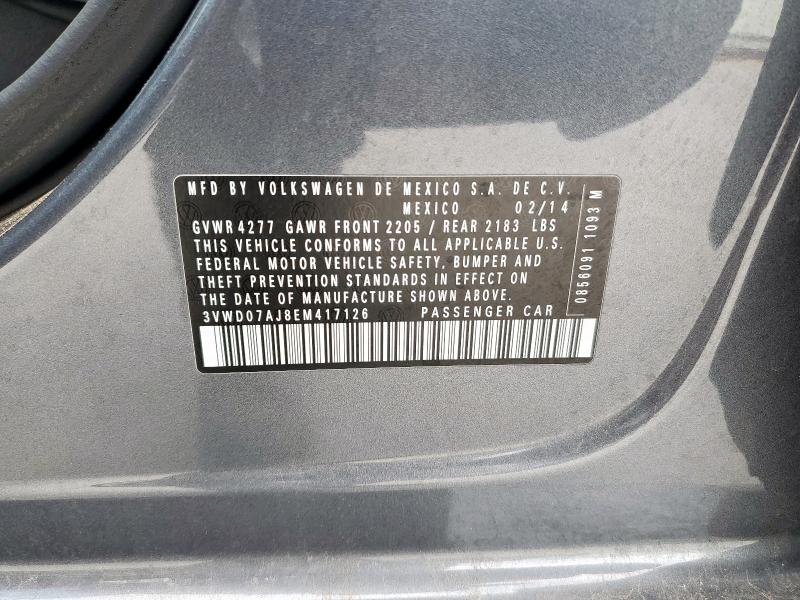 MFD BY VOLKSWAGEN DE MEXICO S.A. DE C.V.
MEXICO 02/14
GVWR 4277 GAWR FRONT 2205 / REAR 2183 LBS
THIS VEHICLE CONFORMS TO ALL APPLICABLE U.S.
FEDERAL MOTOR VEHICLE SAFETY, BUMPER AND
THEFT PREVENTION STANDARDS IN EFFECT ON
THE DATE OF MANUFACTURE SHOWN ABOVE.
3VWD07AJ8EM417126 PASSENGER CAR
0856091 1093 M